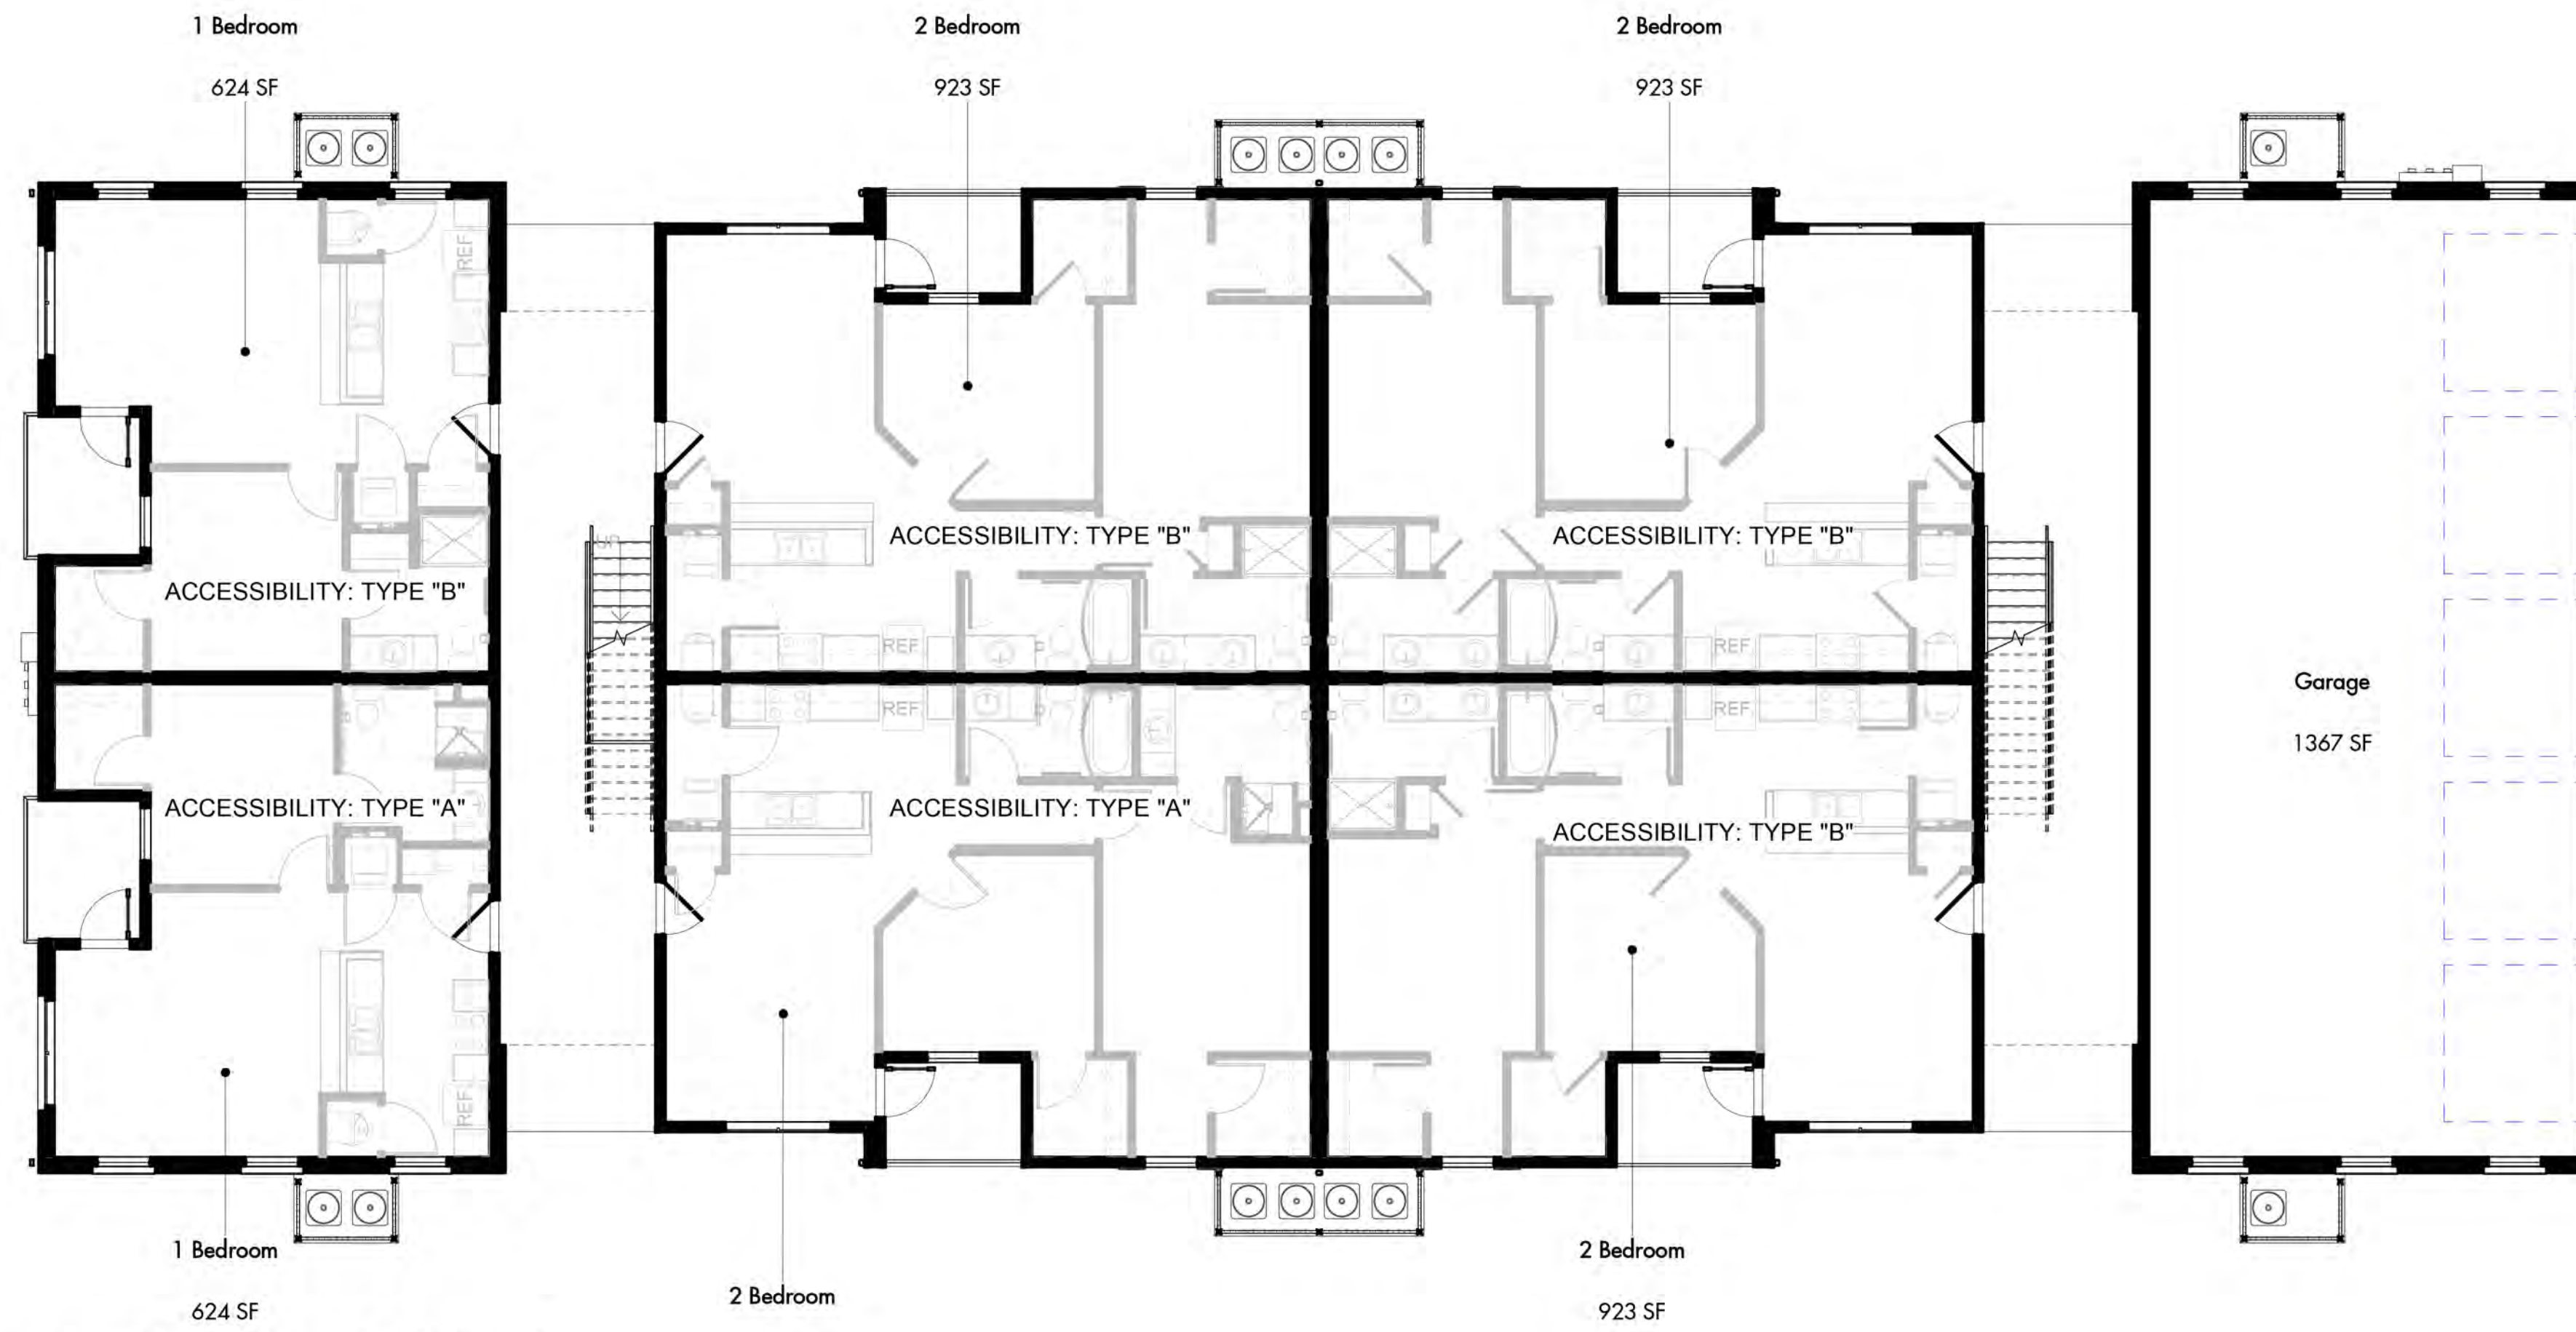 1 Bedroom
624 SF
2 Bedroom
923 SF
2 Bedroom
923 SF
REF
ACCESSIBILITY: TYPE "B"
UP
ACCESSIBILITY: TYPE "B"
REF
ACCESSIBILITY: TYPE "B"
REF
ACCESSIBILITY: TYPE "A"
REF
REF
ACCESSIBILITY: TYPE "A"
REF
ACCESSIBILITY: TYPE "B"
Garage
1367 SF
1 Bedroom
624 SF
2 Bedroom
2 Bedroom
923 SF